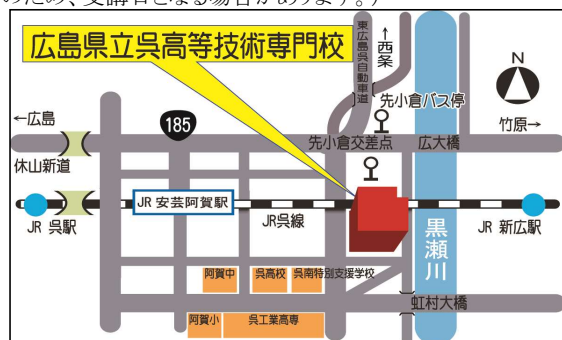 のため、受講日となる場合があります。)
広島県立呉高等技術専門校
東広島呉自動車道
↑西条
N
先小倉バス停
←広島
185
竹原→
先小倉交差点
広大橋
休山新道
JR 安芸阿賀駅
JR 呉駅
JR呉線
黒瀬川
JR 新広駅
阿賀中
呉高校
呉南特別支援学校
虹村大橋
阿賀小
呉工業高専